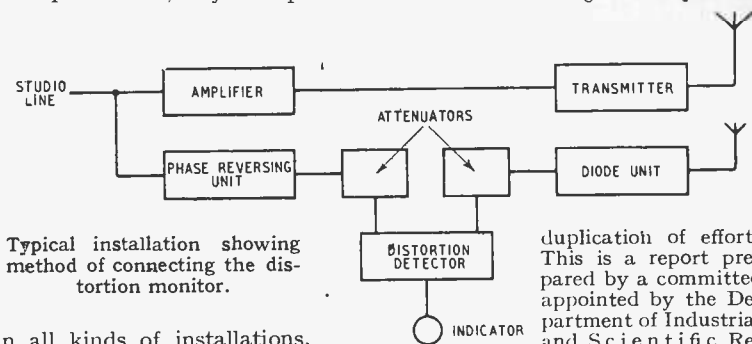 STUDIO
LINE
AMPLIFIER
TRANSMITTER
ATTENUATORS
PHASE REVERSING
UNIT
DIODE UNIT
Typical installation showing
method of connecting the dis-
tortion monitor.
DISTORTION
DETECTOR
INDICATOR
n all kinds of installations,
duplication of effort
This is a report pre
pared by a committee
appointed by the De
partment of Industria
and Scientific Re